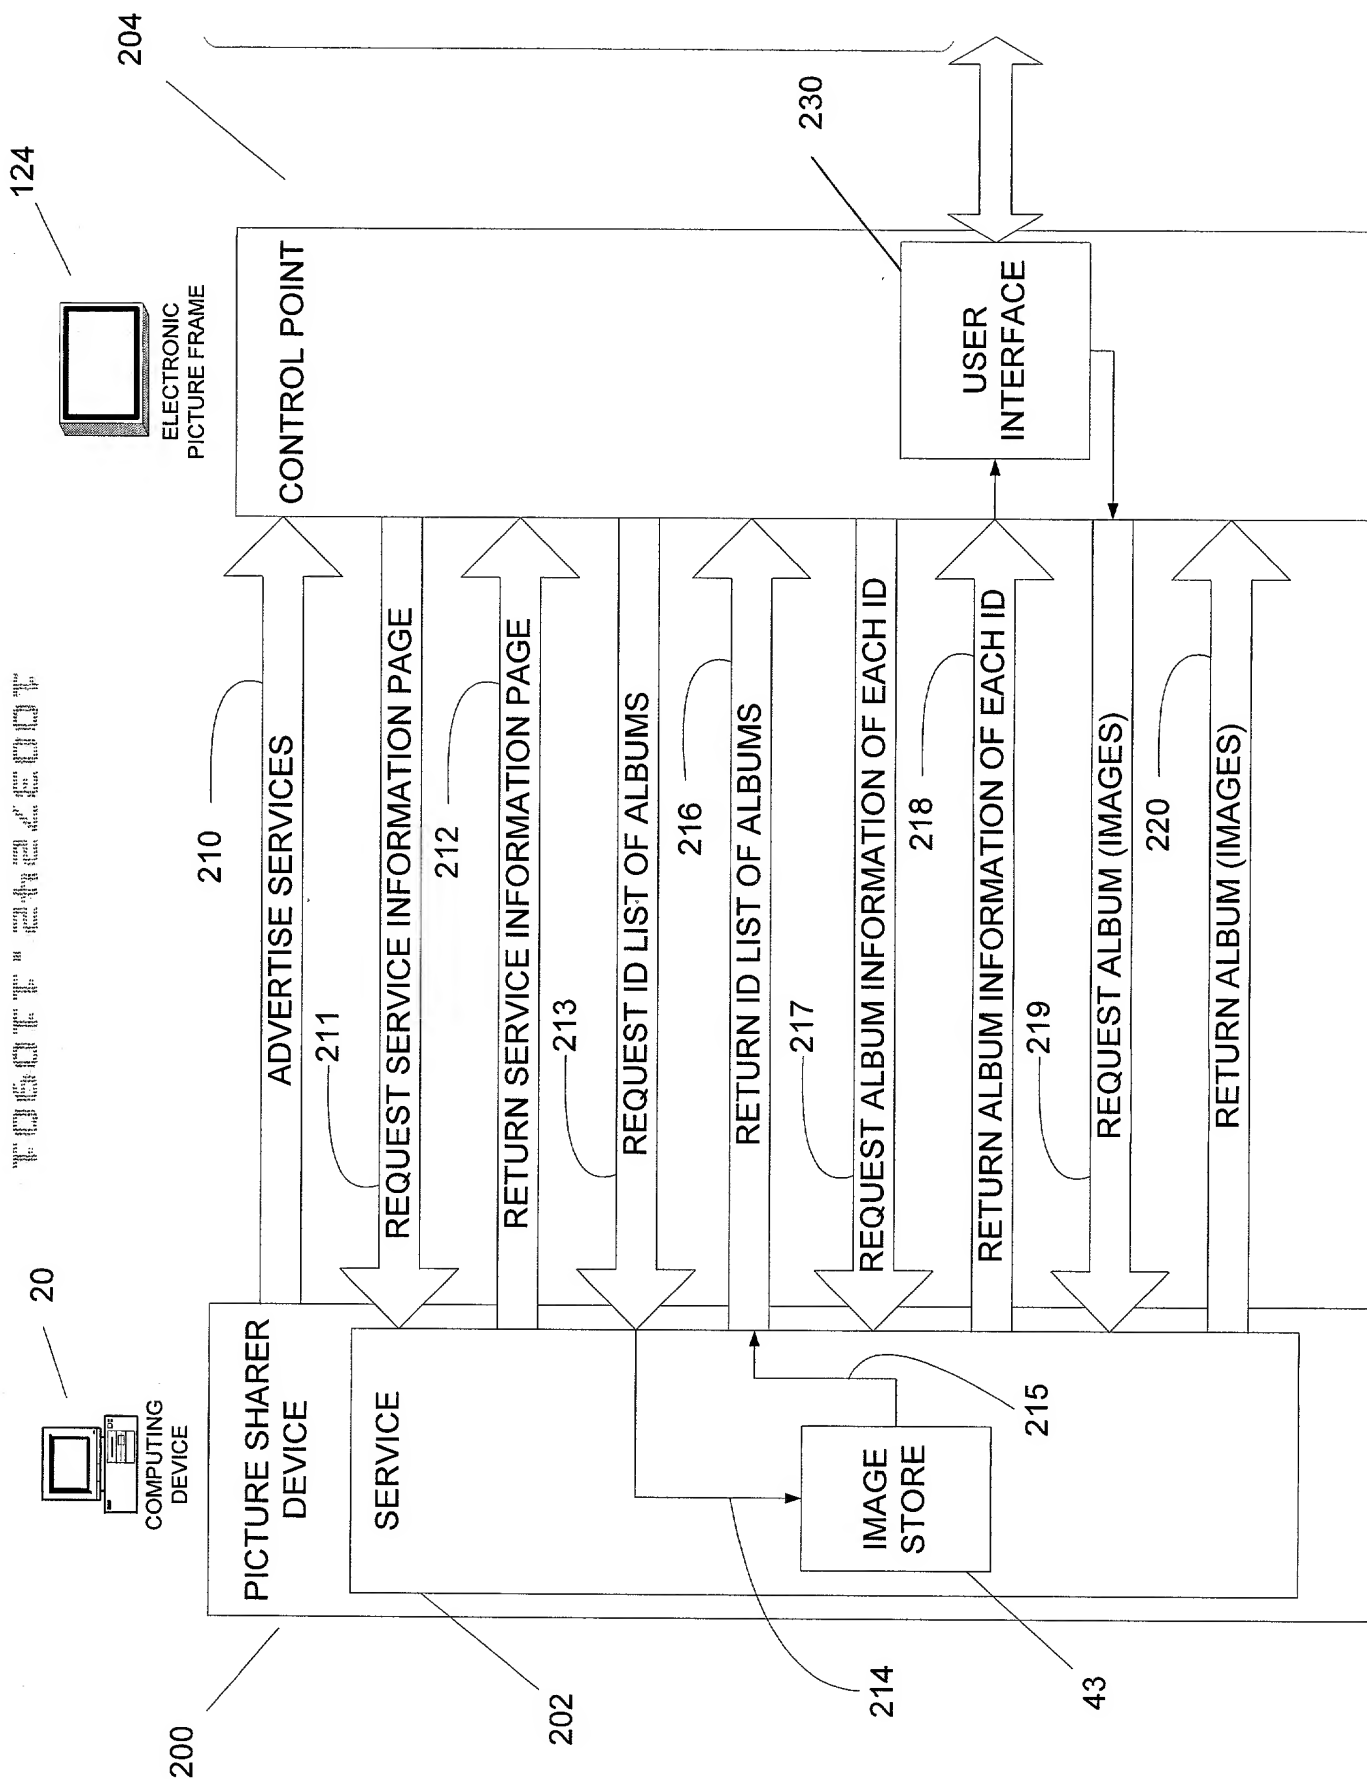 20
COMPUTING
DEVICE
124
ELECTRONIC
PICTURE FRAME
204
200
PICTURE SHARER
DEVICE
CONTROL POINT
210
ADVERTISE SERVICES
202
SERVICE
211
REQUEST SERVICE INFORMATION PAGE
212
RETURN SERVICE INFORMATION PAGE
213
REQUEST ID LIST OF ALBUMS
214
215
216
RETURN ID LIST OF ALBUMS
230
IMAGE
STORE
43
217
REQUEST ALBUM INFORMATION OF EACH ID
218
RETURN ALBUM INFORMATION OF EACH ID
USER
INTERFACE
219
REQUEST ALBUM (IMAGES)
220
RETURN ALBUM (IMAGES)